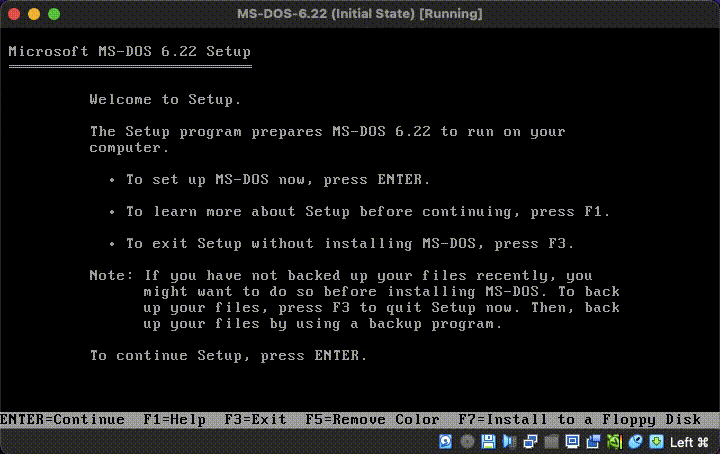 MS-DOS-6.22 (Initial State) [Running]
Microsoft MS-DOS 6.22 Setup
Welcome to Setup.
The Setup program prepares MS-DOS 6.22 to run on your
computer.
• To set up MS-DOS now, press ENTER.
• To learn more about Setup before continuing, press F1.
• To exit Setup without installing MS-DOS, press F3.
Note: If you have not backed up your files recently, you
might want to do so before installing MS-DOS. To back
up your files, press F3 to quit Setup now. Then, back
up your files by using a backup program.
To continue Setup, press ENTER.
ENTER=Continue F1=Help F3=Exit F5=Remove Color F7=Install to a Floppy Disk
Left ⌘